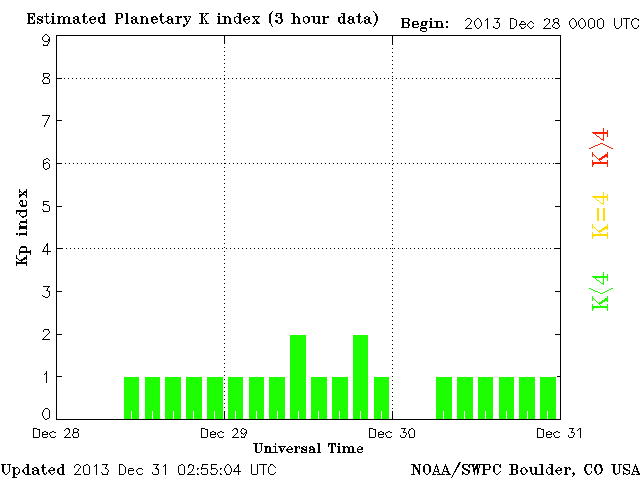 Estimated Planetary K index (3 hour data) Begin: 2013 Dec 28 0000 UTC
9
8
7
6
5
4
3
2
1
0
Kp index
K>4
K=4
K<4
Dec 28 Dec 29 Dec 30 Dec 31
Universal Time
Updated 2013 Dec 31 02:55:04 UTC NOAA/SWPC Boulder, CO USA